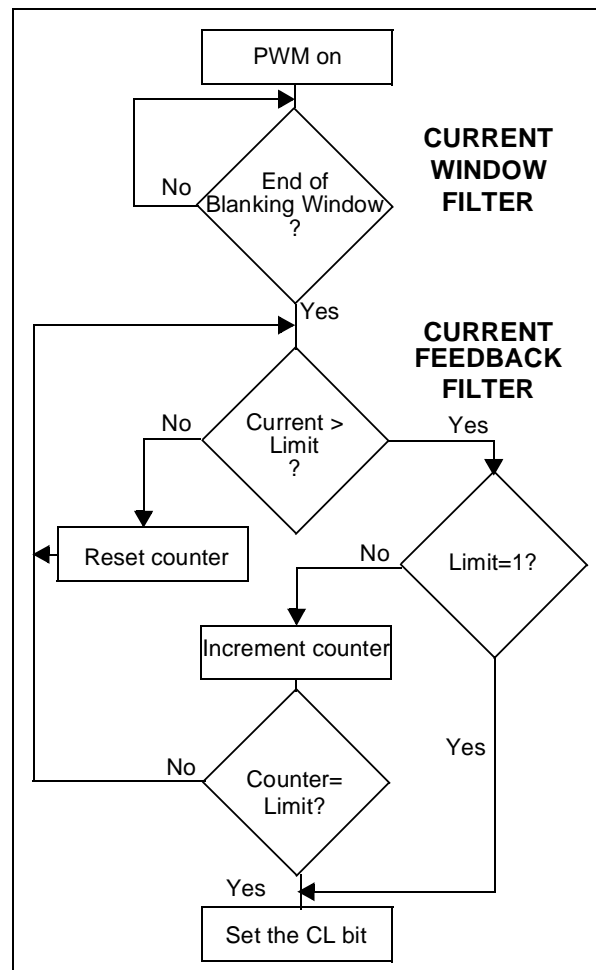 PWM on
CURRENT
WINDOW
FILTER
No
End of
Blanking Window
?
Yes
CURRENT
FEEDBACK
FILTER
No
Current >
Limit
?
Yes
Reset counter
No
Limit=1?
Increment counter
Yes
No
Counter=
Limit?
Yes
Set the CL bit